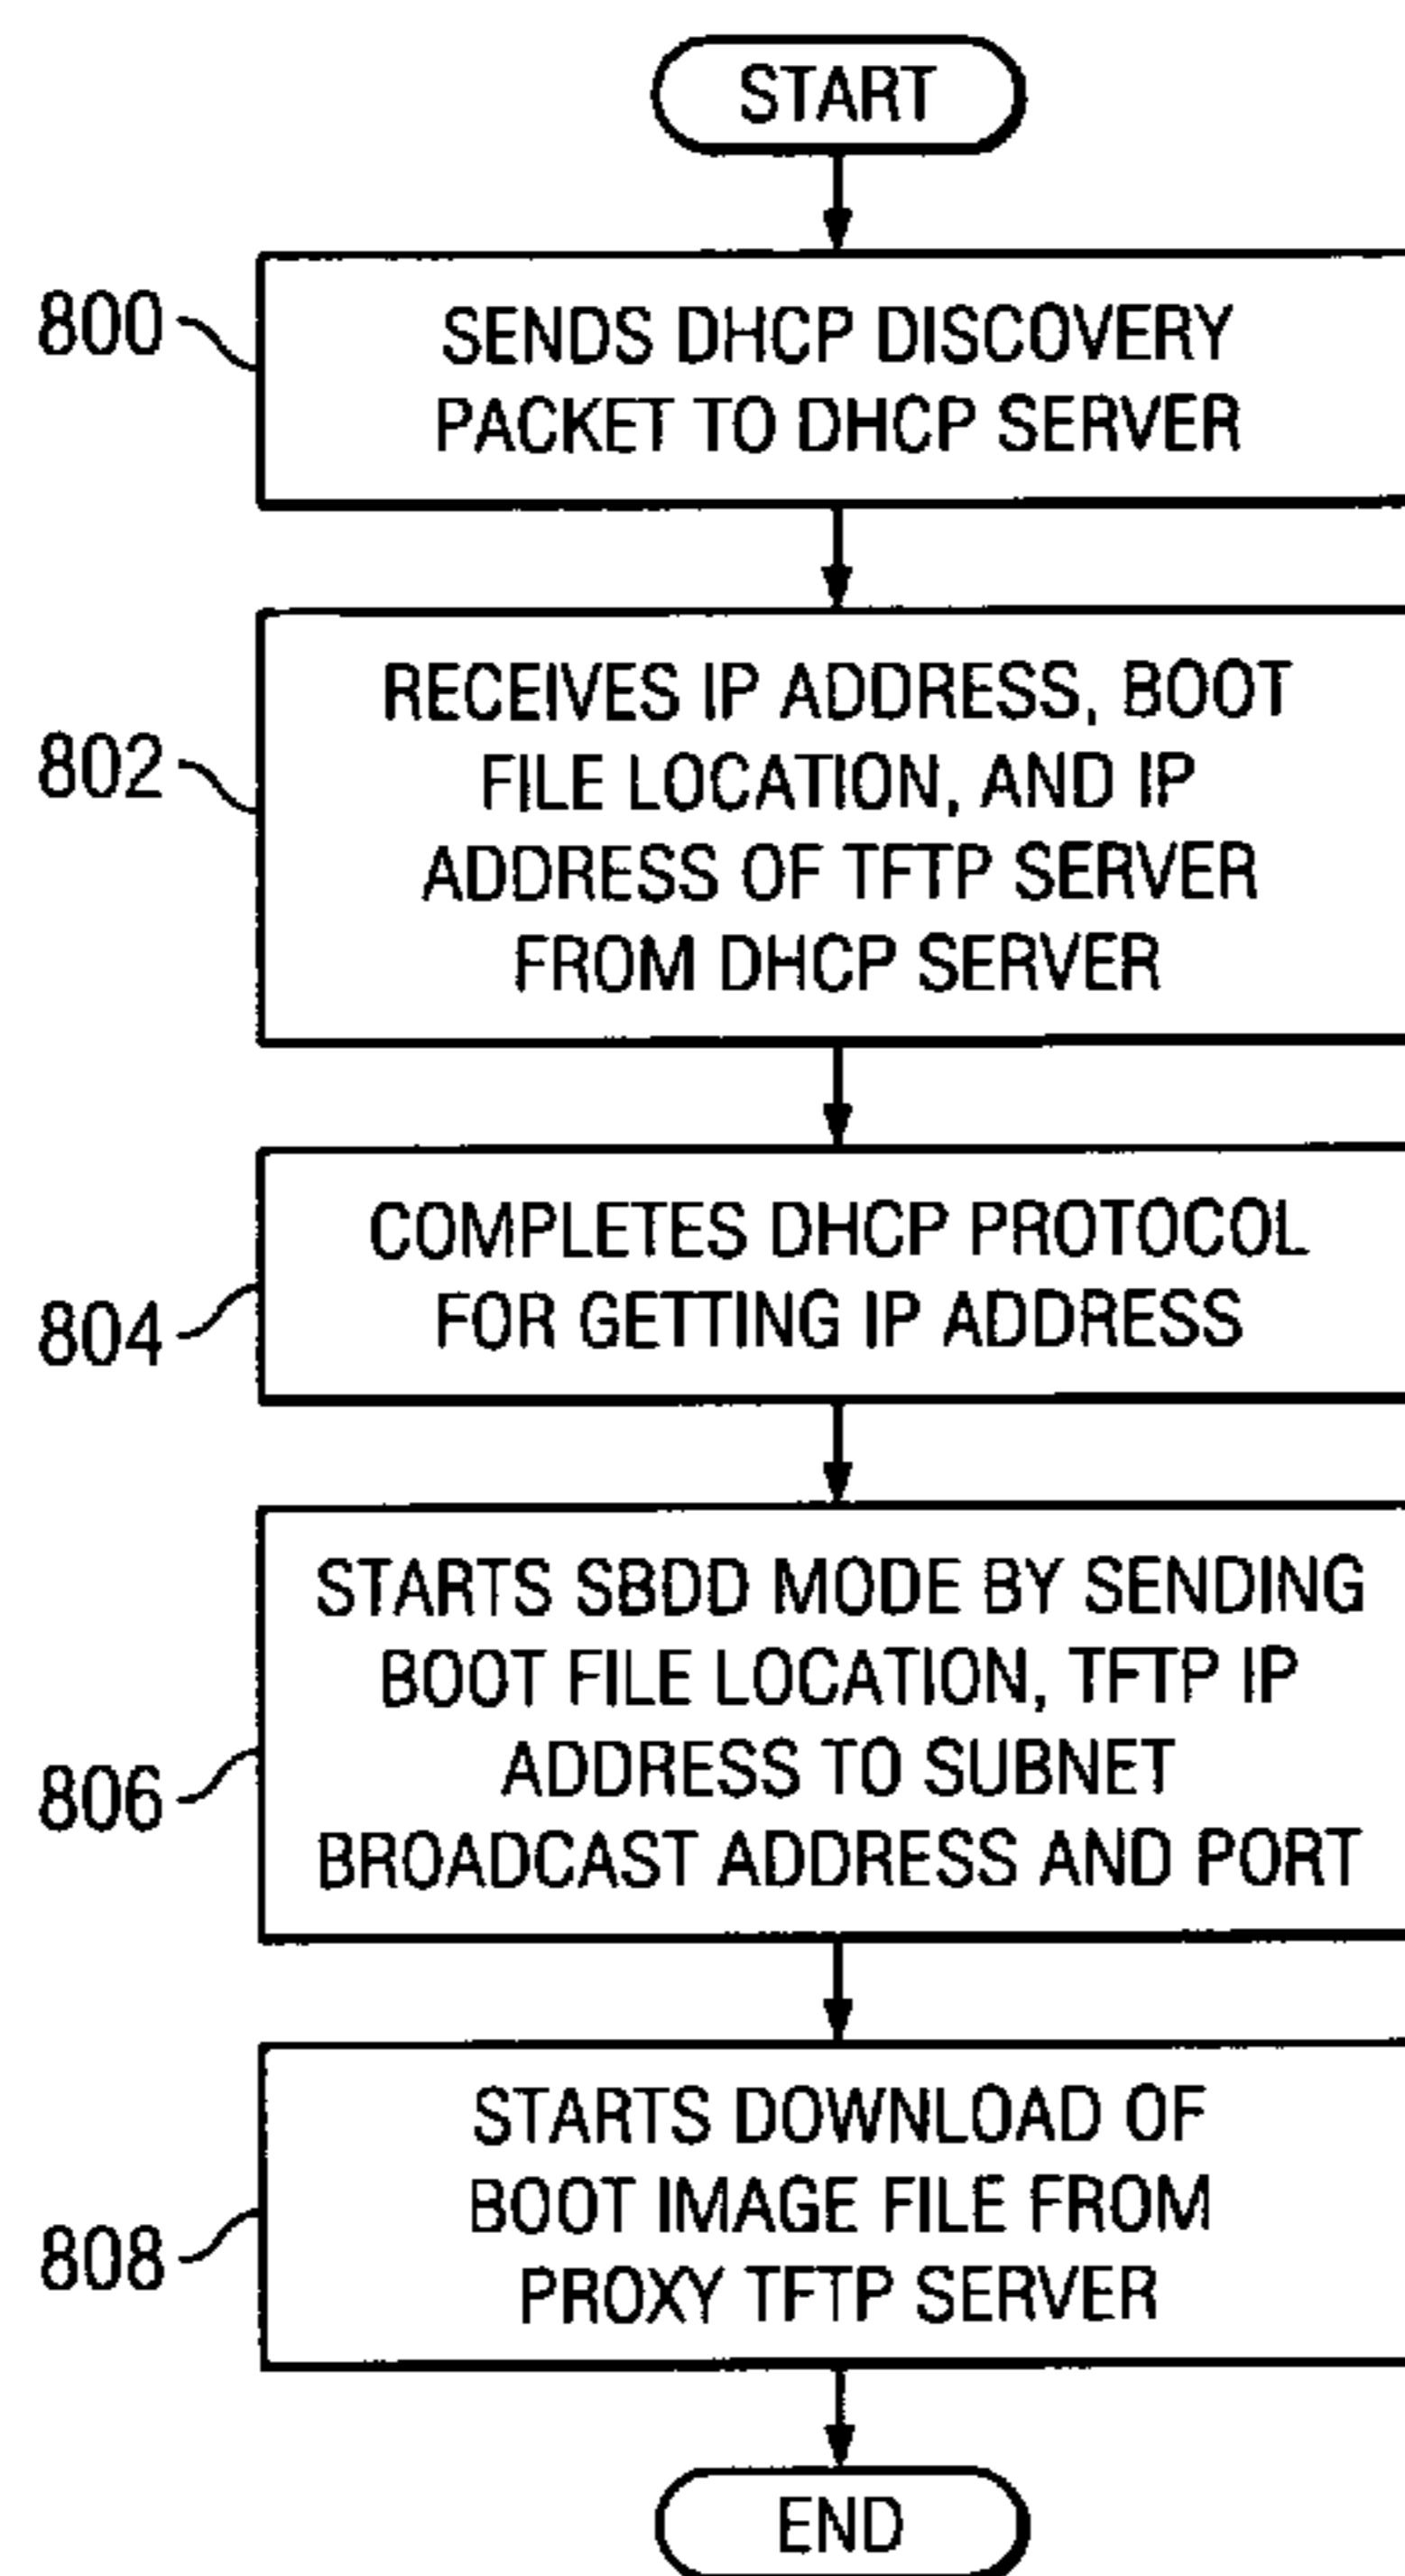 START
800
SENDS DHCP DISCOVERY
PACKET TO DHCP SERVER
802
RECEIVES IP ADDRESS, BOOT
FILE LOCATION, AND IP
ADDRESS OF TFTP SERVER
FROM DHCP SERVER
804
COMPLETES DHCP PROTOCOL
FOR GETTING IP ADDRESS
806
STARTS SBDD MODE BY SENDING
BOOT FILE LOCATION, TFTP IP
ADDRESS TO SUBNET
BROADCAST ADDRESS AND PORT
808
STARTS DOWNLOAD OF
BOOT IMAGE FILE FROM
PROXY TFTP SERVER
END